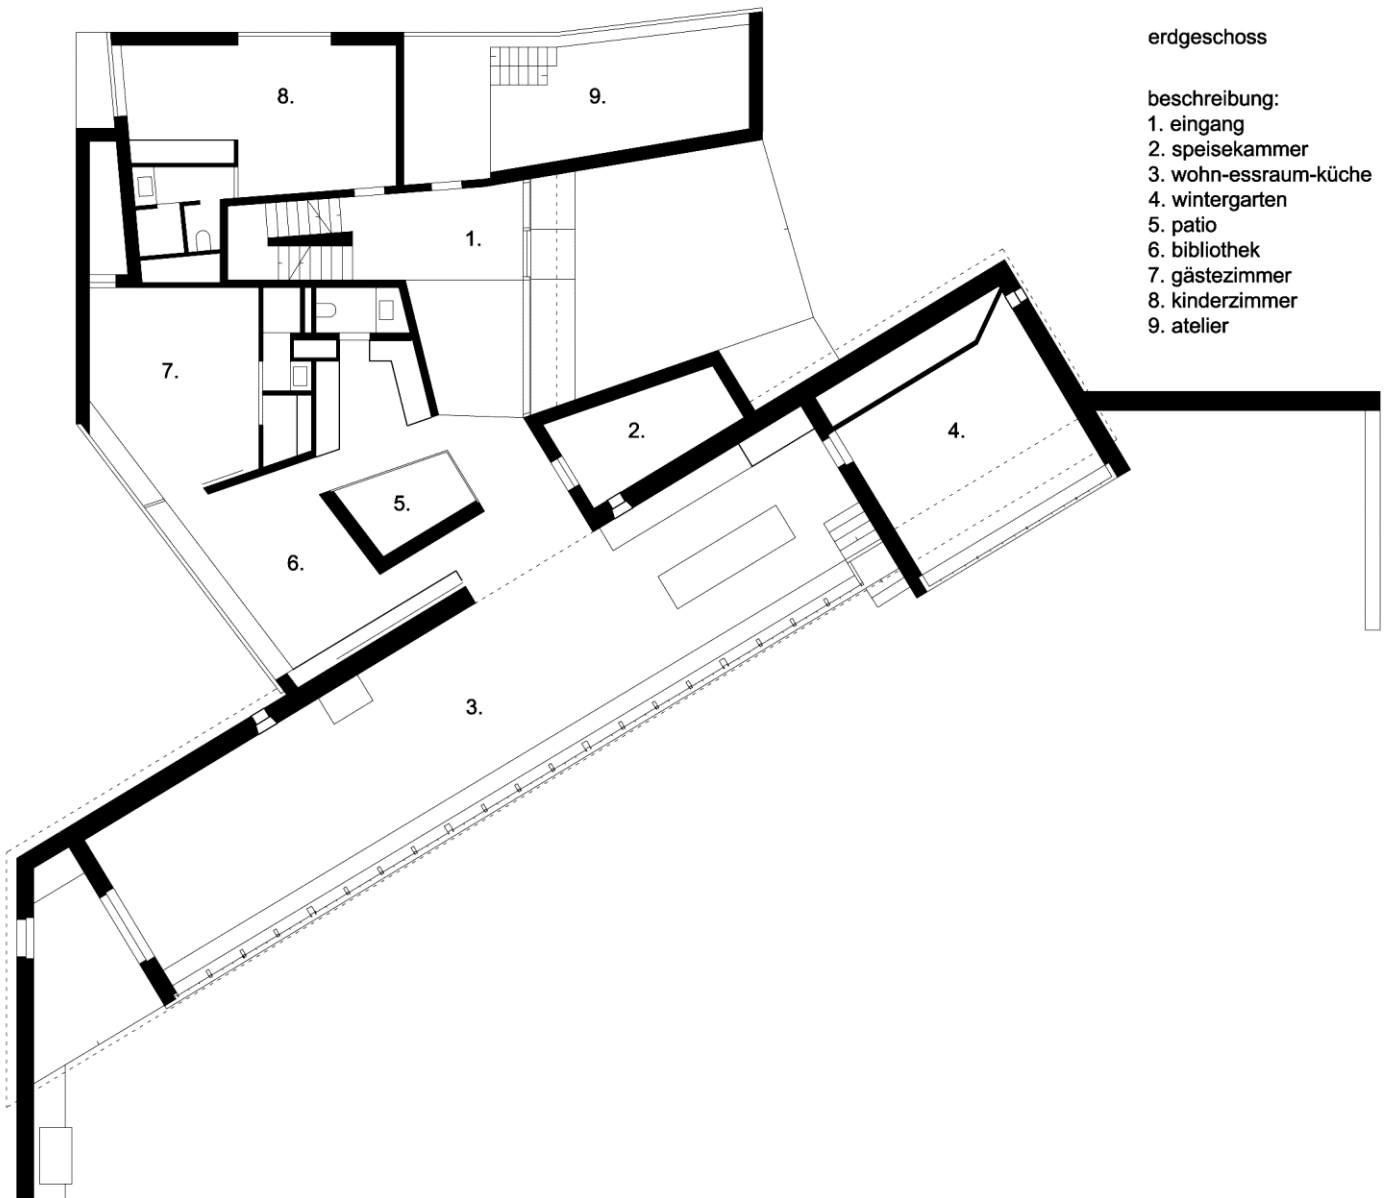 erdgeschoss
beschreibung:
1. eingang
2. speisekammer
3. wohn-essraum-küche
4. wintergarten
5. patio
6. bibliothek
7. gästezimmer
8. kinderzimmer
9. atelier
8.
9.
1.
7.
2.
4.
5.
6.
3.